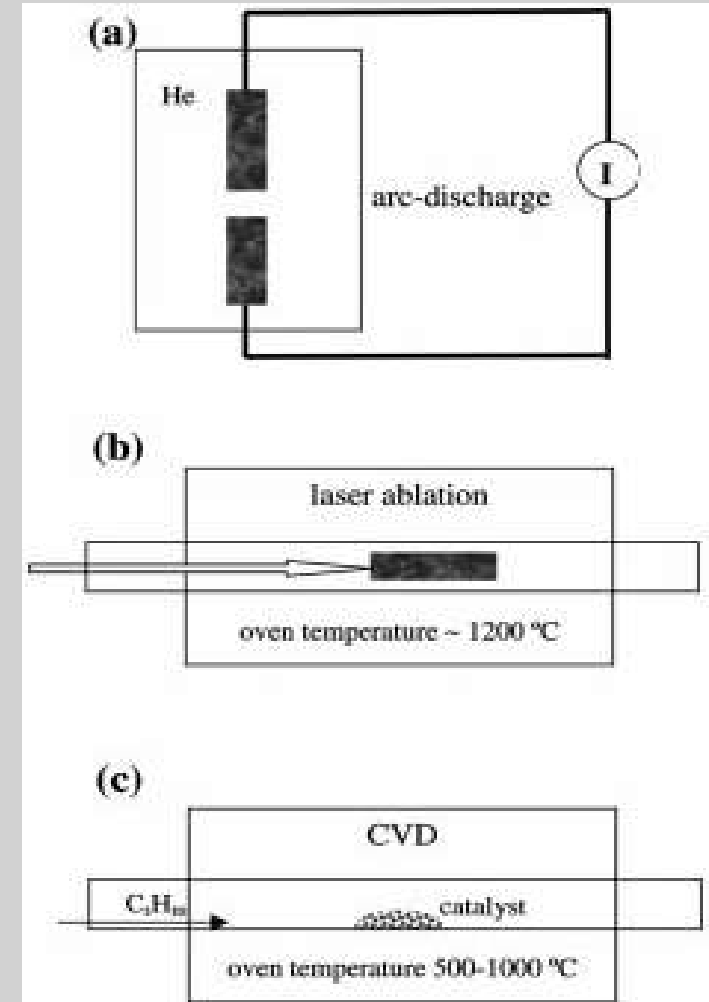 (a)
He
I
arc-discharge
(b)
laser ablation
oven temperature ~ 1200 ºC
(c)
CVD
catalyst
oven temperature 500-1000 ºC